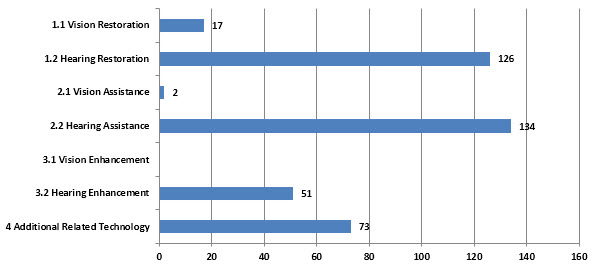 1.1 Vision Restoration 17
1.2 Hearing Restoration 126
2.1 Vision Assistance 2
2.2 Hearing Assistance 134
3.1 Vision Enhancement
3.2 Hearing Enhancement 51
4 Additional Related Technology 73
0 20 40 60 80 100 120 140 160